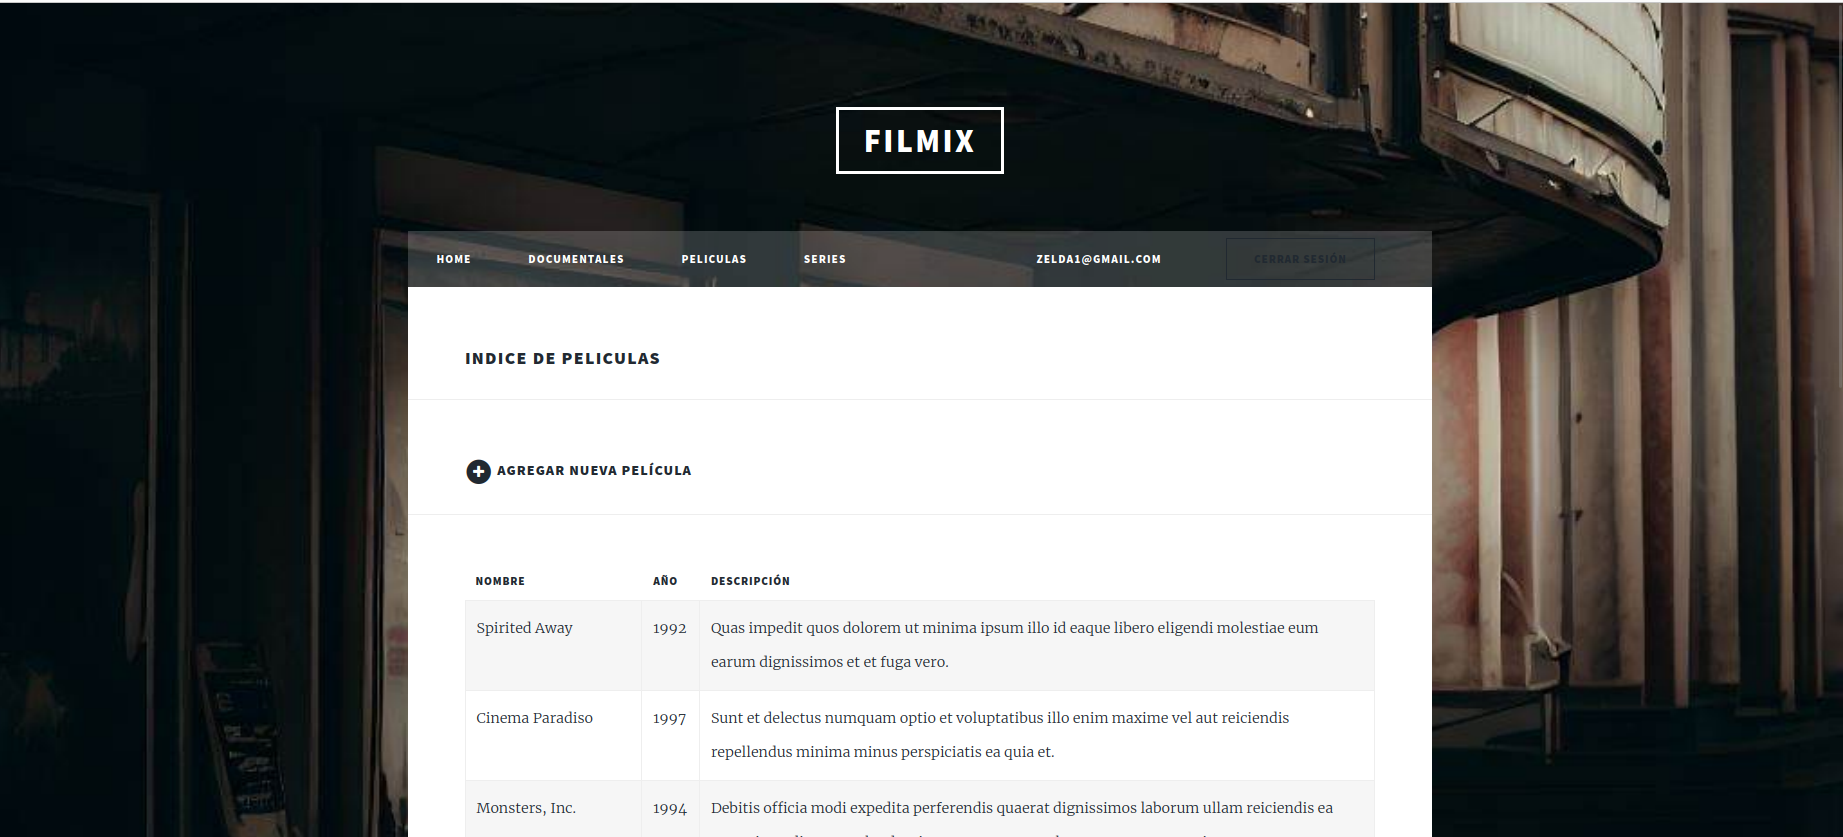 FILMIX
HOME DOCUMENTALES PELICULAS SERIES ZELDA1@GMAIL.COM CERRAR SESIÓN
INDICE DE PELICULAS
AGREGAR NUEVA PELÍCULA
NOMBRE AÑO DESCRIPCIÓN
Spirited Away 1992 Quas impedit quos dolorem ut minima ipsum illo id eaque libero eligendi molestiae eum
earum dignissimos et et fuga vero.
Cinema Paradiso 1997 Sunt et delectus numquam optio et voluptatibus illo enim maxime vel aut reiciendis
repellendus minima minus perspiciatis ea quia et.
Monsters, Inc. 1994 Debitis officia modi expedita perferendis quaerat dignissimos laborum ullam reiciendis ea